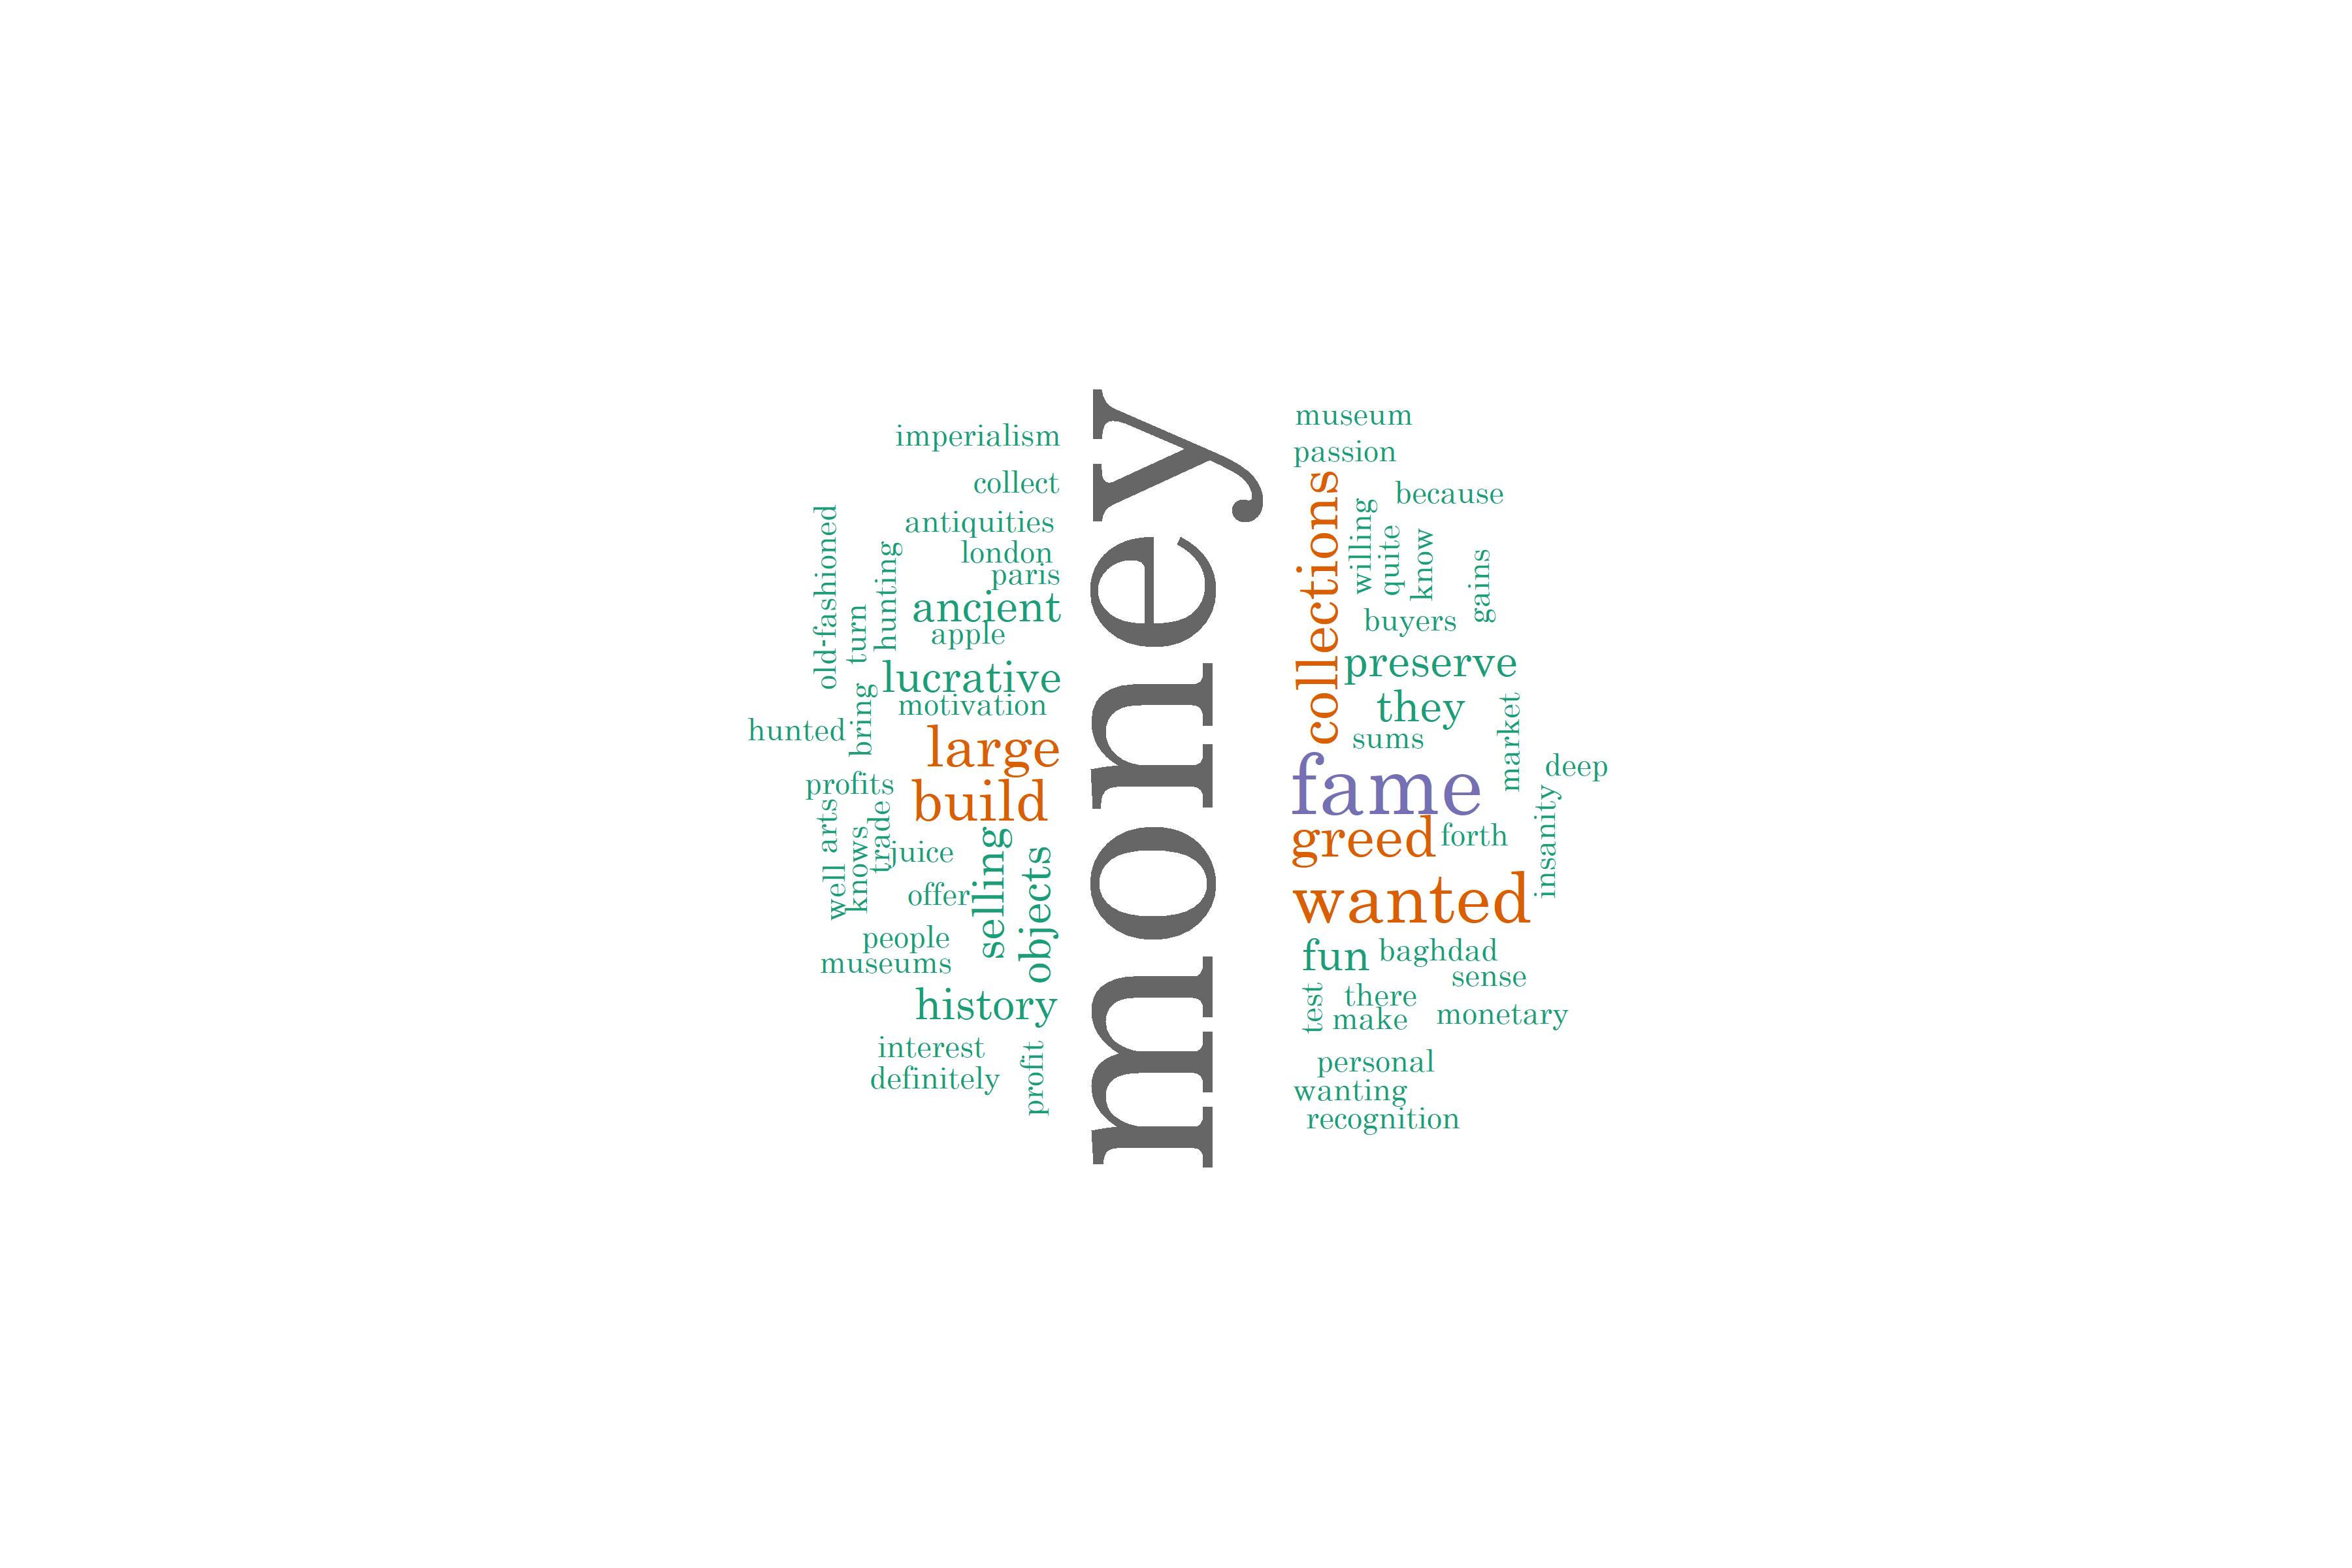 imperialism
collect
antiquities
london
paris
ancient
apple
old-fashioned
turn
hunting
lucrative
motivation
bring
hunted
large
profits
build
arts
trade
well
knows
juice
offer
selling
objects
people
museums
history
interest
definitely
profit
money
museum
passion
collections
because
willing
quite
know
gains
buyers
preserve
they
sums
market
fame
deep
greed
forth
insanity
wanted
fun
baghdad
sense
test
there
make
monetary
personal
wanting
recognition